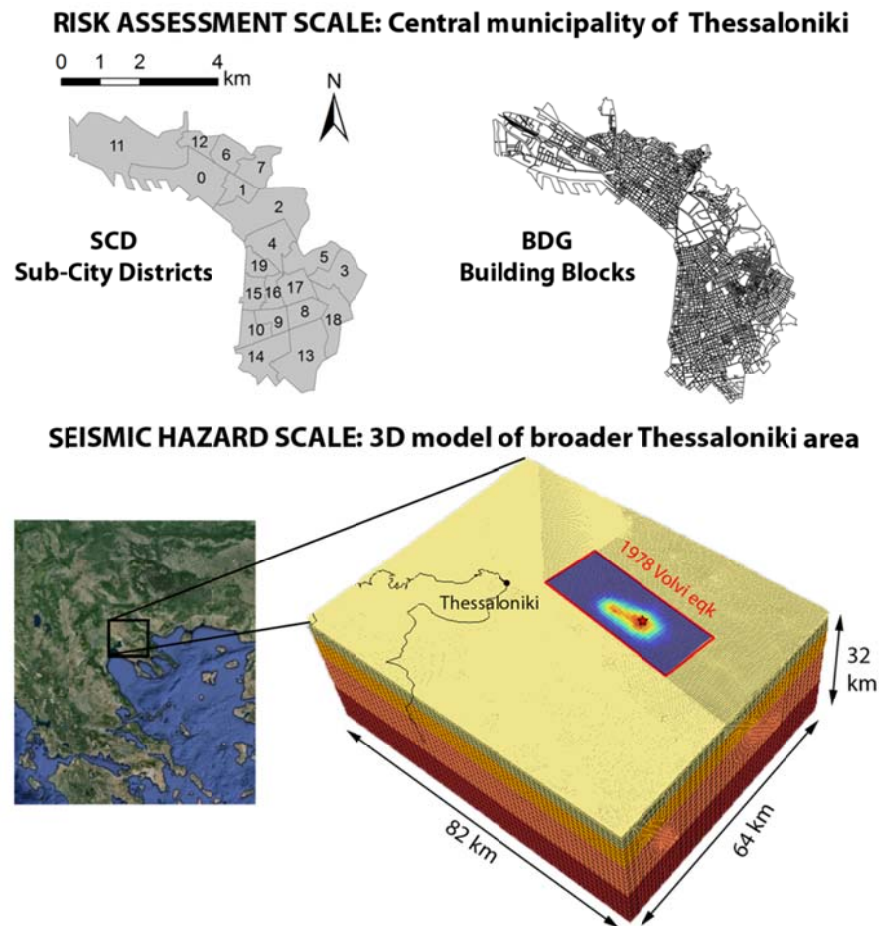 RISK ASSESSMENT SCALE: Central municipality of Thessaloniki
0 1 2 4
km
N
11
12
6
7
0
1
2
4
5
3
19
15
16
17
18
10
9
8
14
13
SCD
Sub-City Districts
BDG
Building Blocks
SEISMIC HAZARD SCALE: 3D model of broader Thessaloniki area
1978 Volvi eqk
Thessaloniki
32
km
82 km
64 km